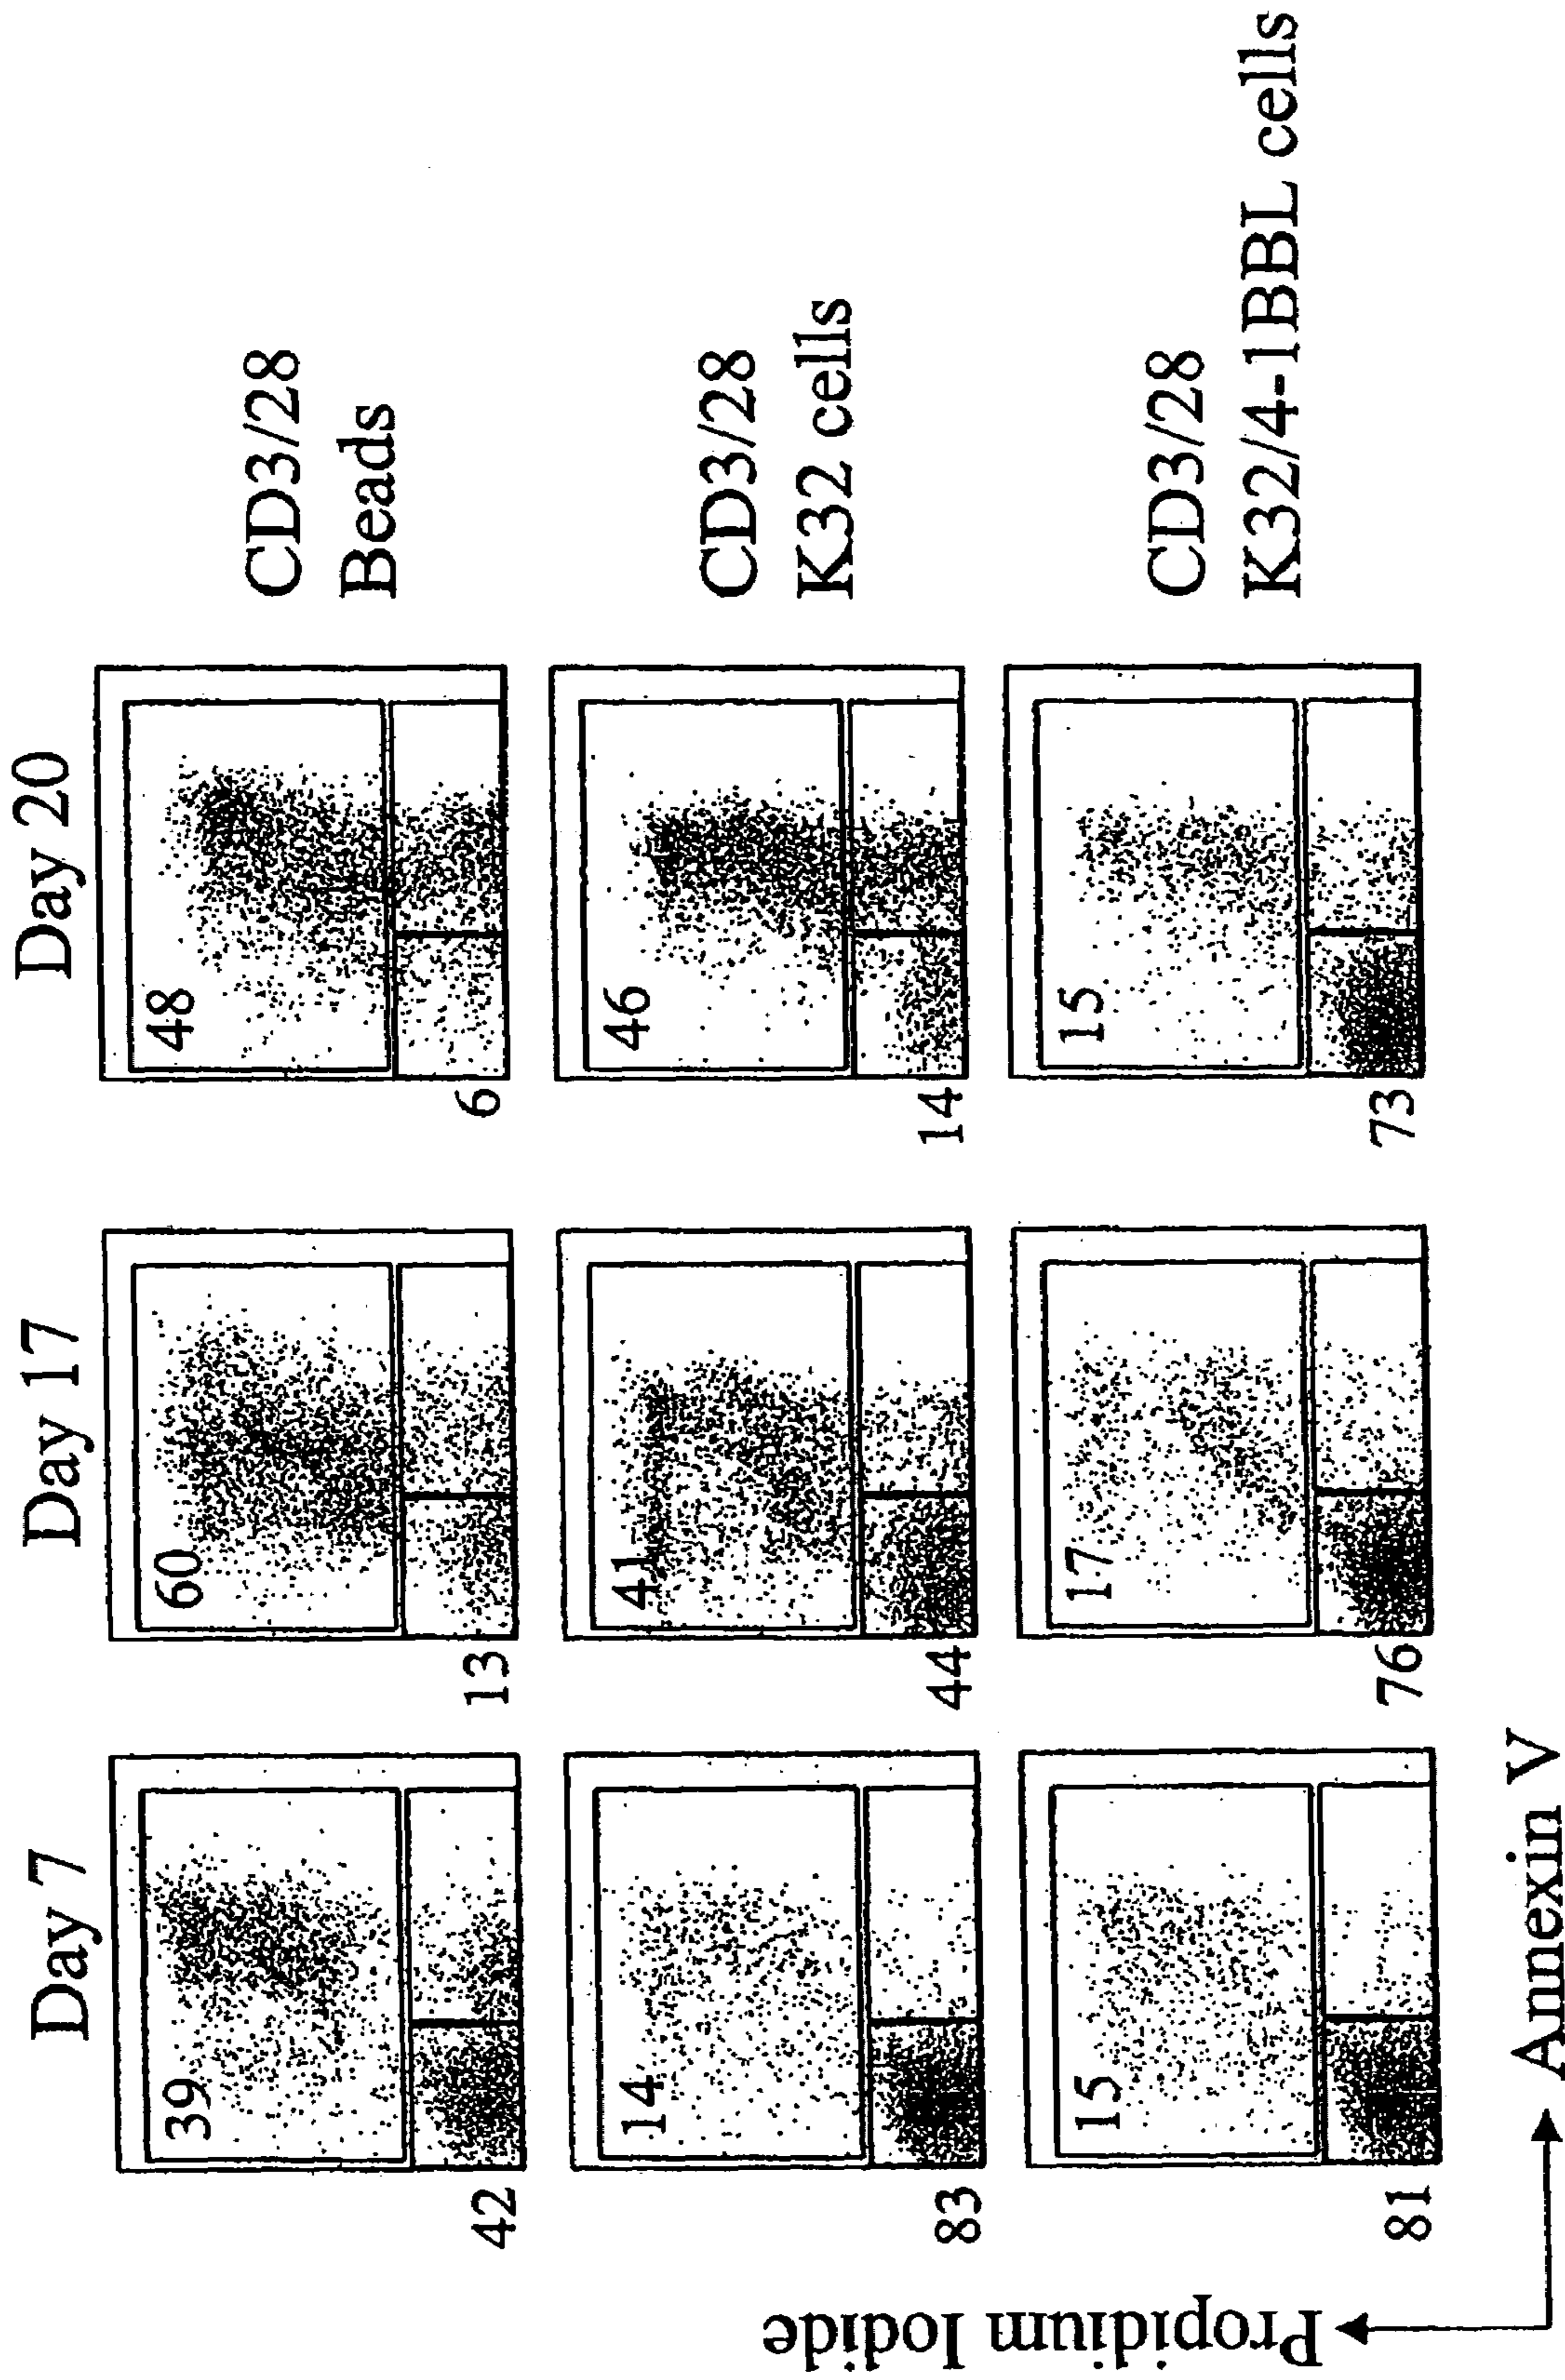 Day 7
Day 17
Day 20
39
42
60
13
48
6
CD3/28
Beads
14
83
41
44
46
14
CD3/28
K32 cells
15
81
17
76
15
73
CD3/28
K32/4-1BBL cells
Propidium Iodide
Annexin V